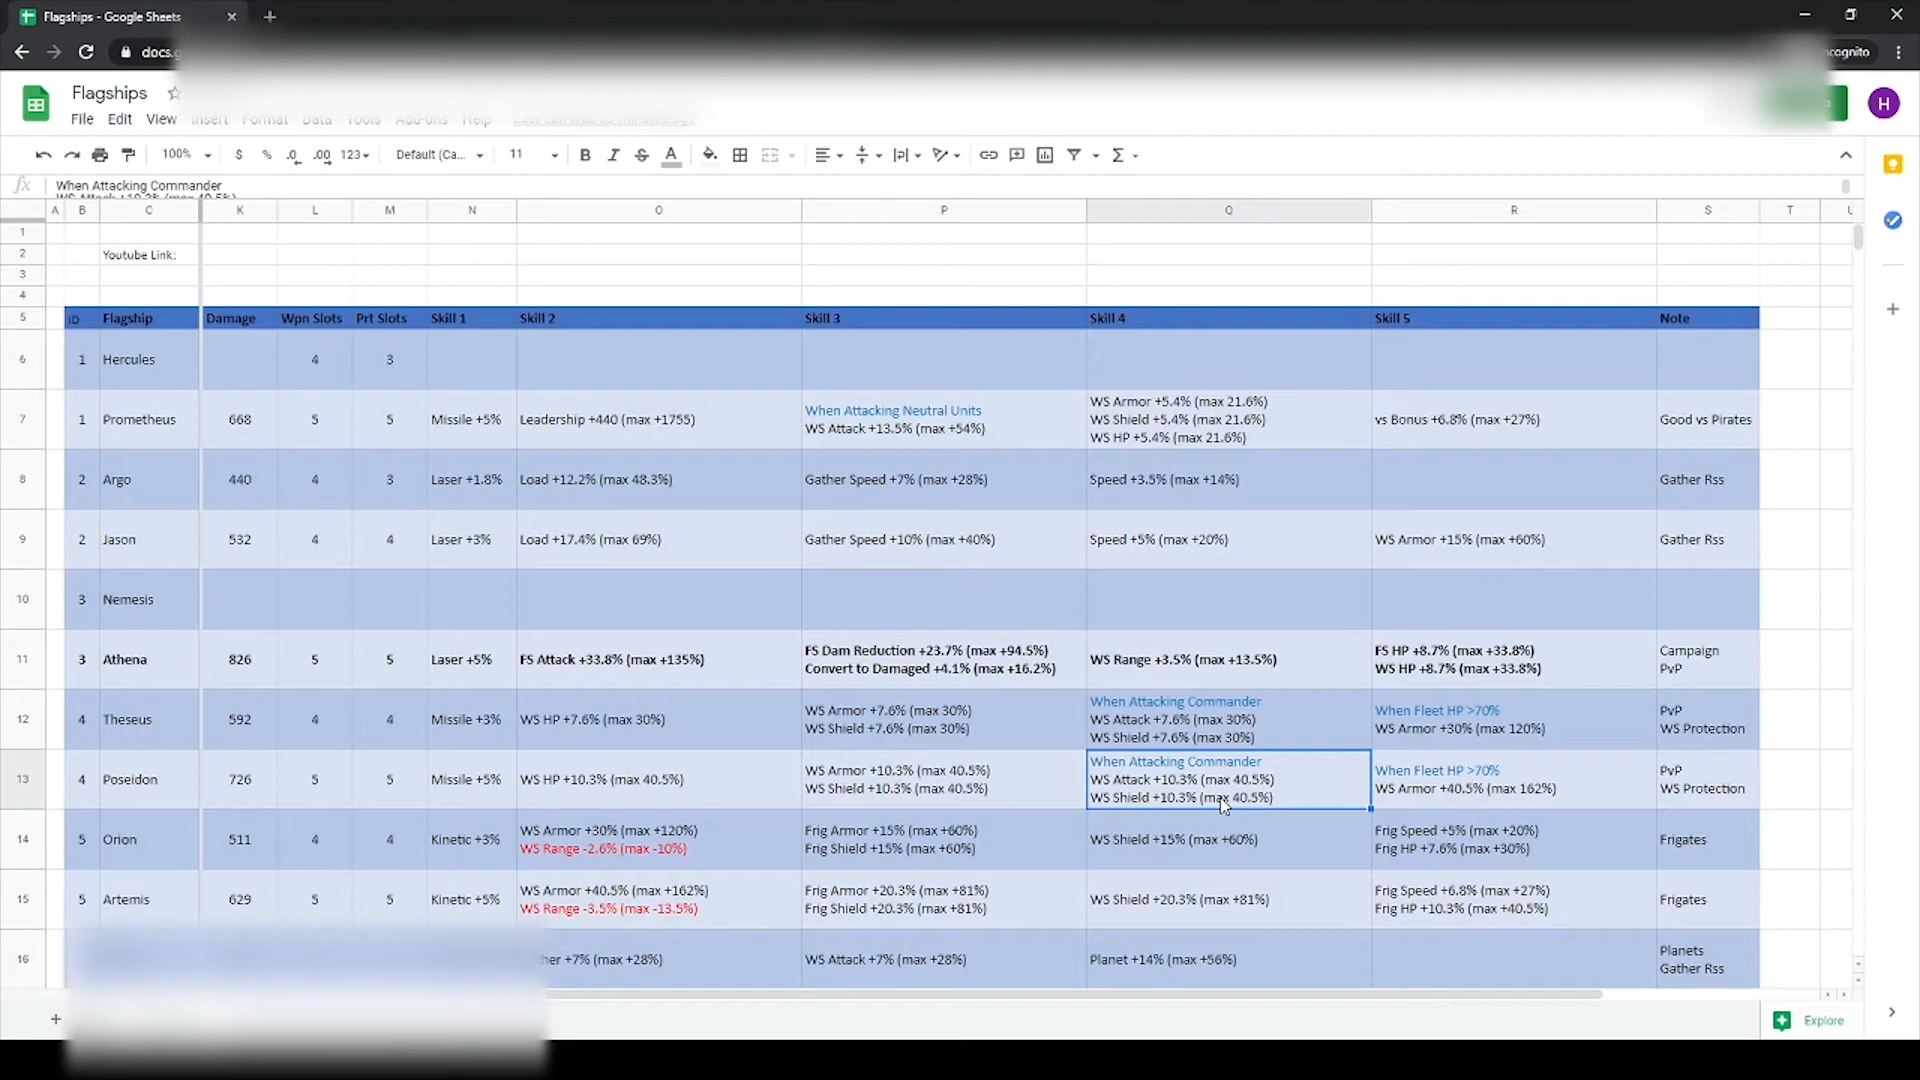 Flagships - Google Sheets
docs.g
Incognito
Flagships
File Edit View Insert Format Data Tools Add-ons Help
H
100% $ % .0 .00 123 Default (Ca... 11 B I S A
fx When Attacking Commander
WS Attack +10.3% (max 40.5%)
A B C K L M N O P Q R S T U
1
2 Youtube Link:
3
4
5 ID Flagship Damage Wpn Slots Prt Slots Skill 1 Skill 2 Skill 3 Skill 4 Skill 5 Note
6 1 Hercules 4 3
WS Armor +5.4% (max 21.6%)
When Attacking Neutral Units
7 1 Prometheus 668 5 5 Missile +5% Leadership +440 (max +1755) WS Shield +5.4% (max 21.6%) vs Bonus +6.8% (max +27%) Good vs Pirates
WS Attack +13.5% (max +54%)
WS HP +5.4% (max 21.6%)
8 2 Argo 440 4 3 Laser +1.8% Load +12.2% (max 48.3%) Gather Speed +7% (max +28%) Speed +3.5% (max +14%) Gather Rss
9 2 Jason 532 4 4 Laser +3% Load +17.4% (max 69%) Gather Speed +10% (max +40%) Speed +5% (max +20%) WS Armor +15% (max +60%) Gather Rss
10 3 Nemesis
FS Dam Reduction +23.7% (max +94.5%) FS HP +8.7% (max +33.8%) Campaign
11 3 Athena 826 5 5 Laser +5% FS Attack +33.8% (max +135%) WS Range +3.5% (max +13.5%)
Convert to Damaged +4.1% (max +16.2%) WS HP +8.7% (max +33.8%) PvP
When Attacking Commander
WS Armor +7.6% (max 30%) When Fleet HP >70% PvP
12 4 Theseus 592 4 4 Missile +3% WS HP +7.6% (max 30%) WS Attack +7.6% (max 30%)
WS Shield +7.6% (max 30%) WS Armor +30% (max 120%) WS Protection
WS Shield +7.6% (max 30%)
When Attacking Commander
WS Armor +10.3% (max 40.5%) When Fleet HP >70% PvP
13 4 Poseidon 726 5 5 Missile +5% WS HP +10.3% (max 40.5%) WS Attack +10.3% (max 40.5%)
WS Shield +10.3% (max 40.5%) WS Armor +40.5% (max 162%) WS Protection
WS Shield +10.3% (max 40.5%)
WS Armor +30% (max +120%) Frig Armor +15% (max +60%) Frig Speed +5% (max +20%)
14 5 Orion 511 4 4 Kinetic +3% WS Shield +15% (max +60%) Frigates
WS Range -2.6% (max -10%) Frig Shield +15% (max +60%) Frig HP +7.6% (max +30%)
WS Armor +40.5% (max +162%) Frig Armor +20.3% (max +81%) Frig Speed +6.8% (max +27%)
15 5 Artemis 629 5 5 Kinetic +5% WS Shield +20.3% (max +81%) Frigates
WS Range -3.5% (max -13.5%) Frig Shield +20.3% (max +81%) Frig HP +10.3% (max +40.5%)
Planets
16 +7% (max +28%) WS Attack +7% (max +28%) Planet +14% (max +56%)
Gather Rss
Explore